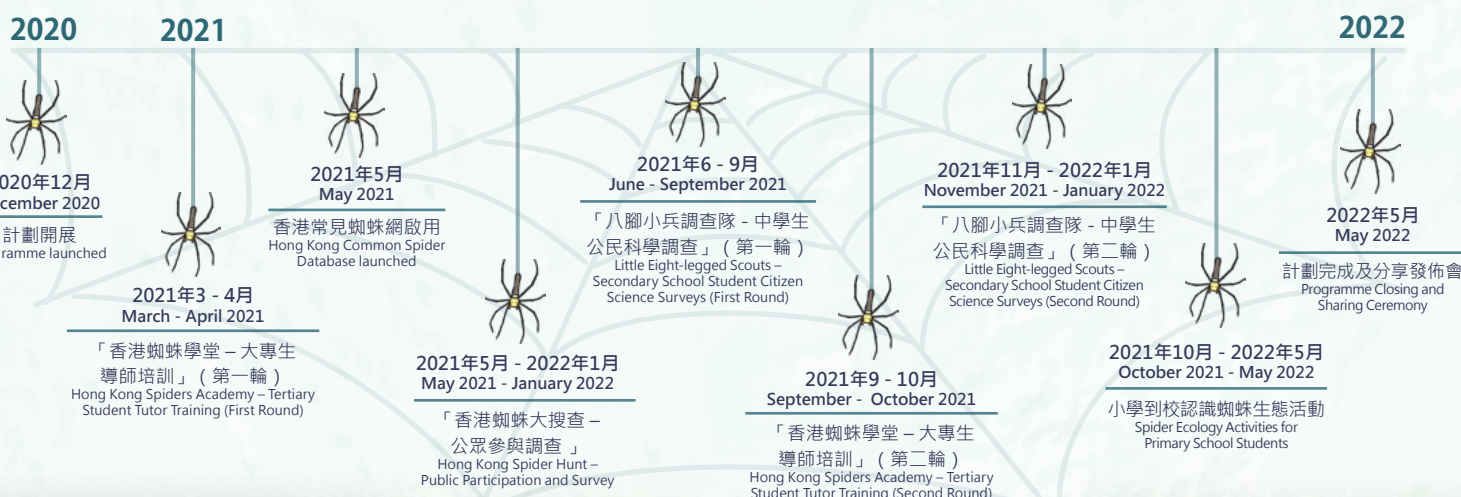 2020
2021
2022
020年12月
cember 2020
計劃開展
ramme launched
2021年3 - 4月
March - April 2021
「香港蜘蛛學堂 – 大專生
導師培訓」（第一輪）
Hong Kong Spiders Academy – Tertiary
Student Tutor Training (First Round)
2021年5月
May 2021
香港常見蜘蛛網啟用
Hong Kong Common Spider
Database launched
2021年5月 - 2022年1月
May 2021 - January 2022
「香港蜘蛛大搜查 –
公眾參與調查 」
Hong Kong Spider Hunt –
Public Participation and Survey
2021年6 - 9月
June - September 2021
「八腳小兵調查隊 - 中學生
公民科學調查」（第一輪）
Little Eight-legged Scouts –
Secondary School Student Citizen
Science Surveys (First Round)
2021年9 - 10月
September - October 2021
「香港蜘蛛學堂 – 大專生
導師培訓」（第二輪）
Hong Kong Spiders Academy – Tertiary
Student Tutor Training (Second Round)
2021年11月 - 2022年1月
November 2021 - January 2022
「八腳小兵調查隊 - 中學生
公民科學調查」（第二輪）
Little Eight-legged Scouts –
Secondary School Student Citizen
Science Surveys (Second Round)
2021年10月 - 2022年5月
October 2021 - May 2022
小學到校認識蜘蛛生態活動
Spider Ecology Activities for
Primary School Students
2022年5月
May 2022
計劃完成及分享發佈會
Programme Closing and
Sharing Ceremony